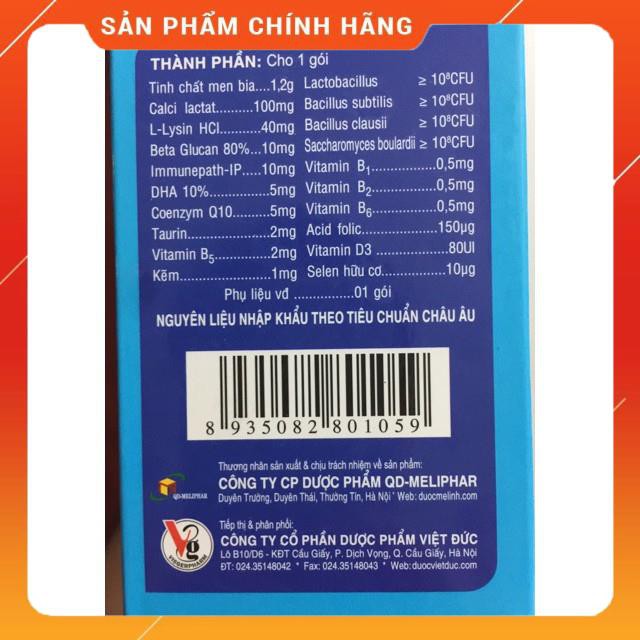 SẢN PHẨM CHÍNH HÃNG
THÀNH PHẦN: Cho 1 gói
Tinh chất men bia....1,2g
Calci lactat..........100mg
L-Lysin HCl..........40mg
Beta Glucan 80%...10mg
Immunepath-IP.....10mg
DHA 10%...............5mg
Coenzym Q10........5mg
Taurin....................2mg
Vitamin B5.............2mg
Kẽm......................1mg
Lactobacillus ≥ 10⁸CFU
Bacillus subtilis ≥ 10⁸CFU
Bacillus clausii ≥ 10⁸CFU
Saccharomyces boulardii ≥ 10⁸CFU
Vitamin B1...............0,5mg
Vitamin B2...............0,5mg
Vitamin B6...............0,5mg
Acid folic.................150µg
Vitamin D3..............80UI
Selen hữu cơ...........10µg
Phụ liệu vđ ..........01 gói
NGUYÊN LIỆU NHẬP KHẨU THEO TIÊU CHUẨN CHÂU ÂU
8 935082 801059
Thương nhân sản xuất & chịu trách nhiệm về sản phẩm:
CÔNG TY CP DƯỢC PHẨM QD-MELIPHAR
Duyên Trường, Duyên Thái, Thường Tín, Hà Nội * Web: duocmelinh.com
QD-MELIPHAR
Tiếp thị & phân phối:
CÔNG TY CỔ PHẦN DƯỢC PHẨM VIỆT ĐỨC
Lô B10/D6 - KĐT Cầu Giấy, P. Dịch Vọng, Q. Cầu Giấy, Hà Nội
ĐT: 024.35148042 * Fax: 024.35148043 * Web: duocvietduc.com
Vg
VIEGERPHARM